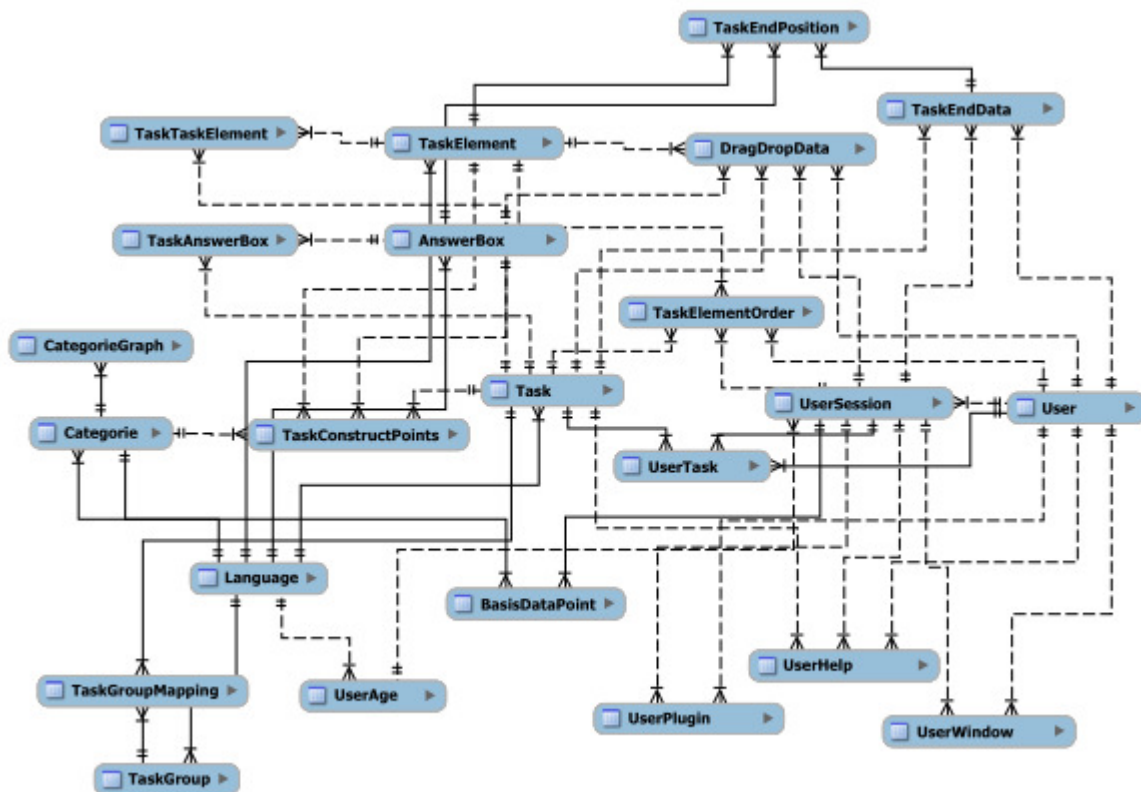 TaskEndPosition
TaskEndData
TaskTaskElement
TaskElement
DragDropData
TaskAnswerBox
AnswerBox
TaskElementOrder
CategorieGraph
Task
UserSession
User
Categorie
TaskConstructPoints
UserTask
Language
BasisDataPoint
UserHelp
TaskGroupMapping
UserAge
UserPlugin
UserWindow
TaskGroup